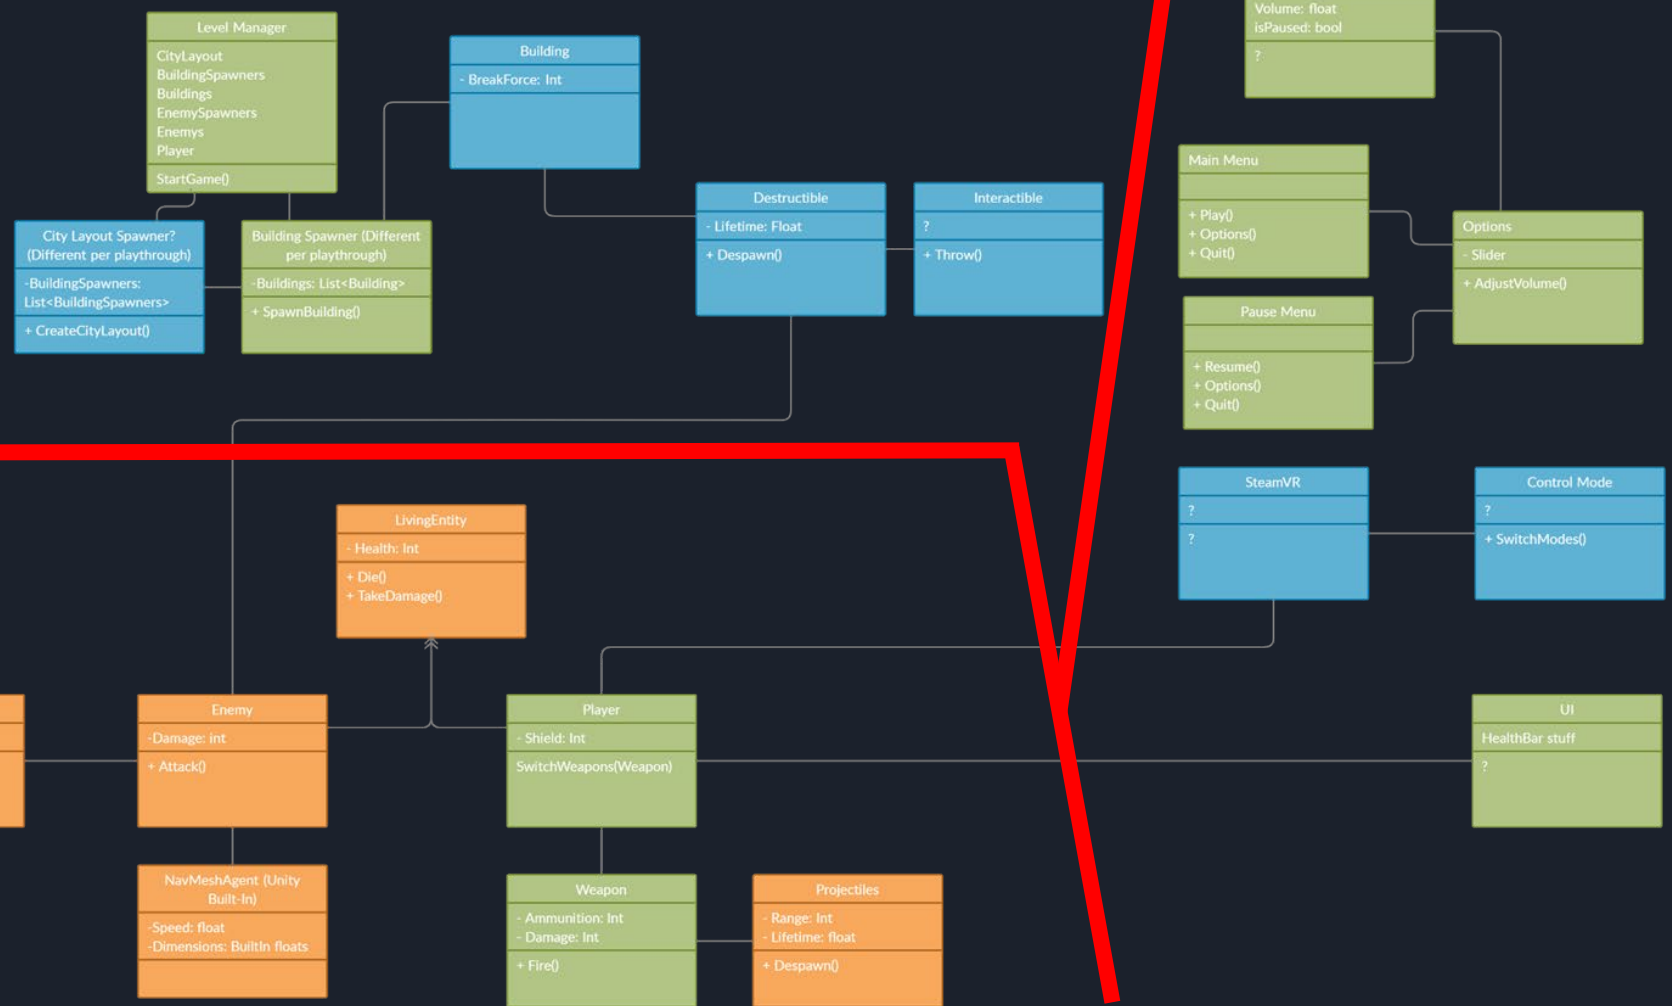 Level Manager
CityLayout
BuildingSpawners
Buildings
EnemySpawners
Enemys
Player
StartGame()
Building
- BreakForce: Int
City Layout Spawner?
(Different per playthrough)
-BuildingSpawners:
List<BuildingSpawners>
+ CreateCityLayout()
Building Spawner (Different
per playthrough)
-Buildings: List<Building>
+ SpawnBuilding()
Destructible
- Lifetime: Float
+ Despawn()
Interactible
?
+ Throw()
Volume: float
isPaused: bool
?
Main Menu
+ Play()
+ Options()
+ Quit()
Options
- Slider
+ AdjustVolume()
Pause Menu
+ Resume()
+ Options()
+ Quit()
SteamVR
?
?
Control Mode
?
+ SwitchModes()
LivingEntity
- Health: Int
+ Die()
+ TakeDamage()
Enemy
-Damage: int
+ Attack()
Player
- Shield: Int
SwitchWeapons(Weapon)
UI
HealthBar stuff
?
NavMeshAgent (Unity
Built-In)
-Speed: float
-Dimensions: BuiltIn floats
Weapon
- Ammunition: Int
- Damage: Int
+ Fire()
Projectiles
- Range: Int
- Lifetime: float
+ Despawn()